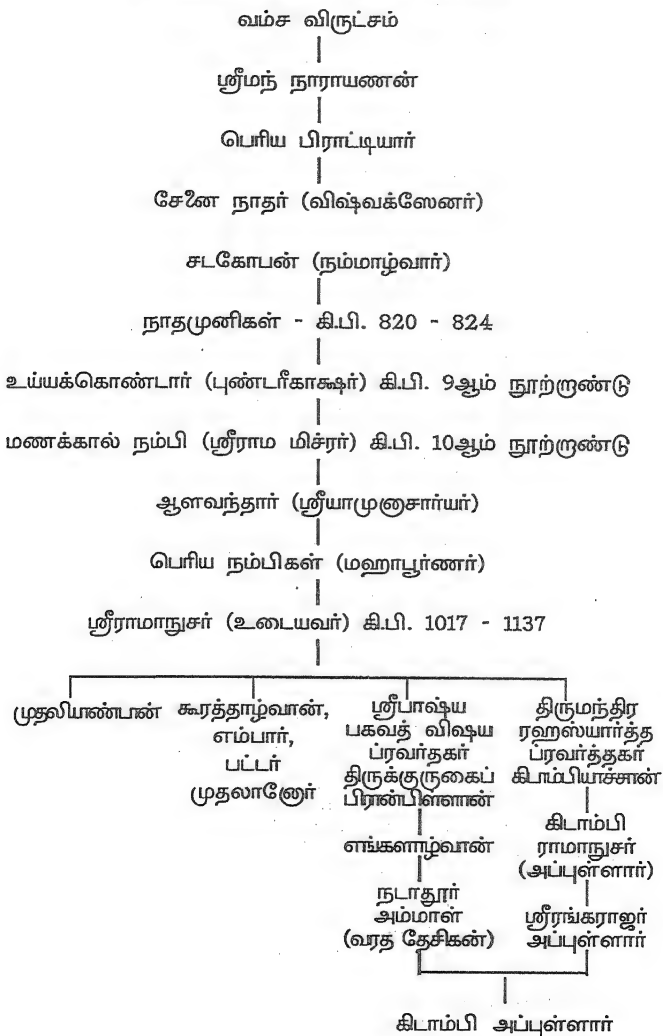 வம்ச விருட்சம்
ஸ்ரீமந் நாராயணன்
பெரிய பிராட்டியார்
சேனை நாதர் (விஷ்வக்ஸேனர்)
சடகோபன் (நம்மாழ்வார்)
நாதமுனிகள் - கி.பி. 820 - 824
உய்யக்கொண்டார் (புண்டரீகாக்ஷர்) கி.பி. 9ஆம் நூற்றாண்டு
மணக்கால் நம்பி (ஸ்ரீராம மிச்ரர்) கி.பி. 10ஆம் நூற்றாண்டு
ஆளவந்தார் (ஸ்ரீயாமுனாசார்யர்)
பெரிய நம்பிகள் (மஹாபூர்ணர்)
ஸ்ரீராமாநுசர் (உடையவர்) கி.பி. 1017 - 1137
முதலியாண்டான்
கூரத்தாழ்வான்,
எம்பார்,
பட்டர்
முதலானோர்
ஸ்ரீபாஷ்ய
பகவத் விஷய
ப்ரவர்தகர்
திருக்குருகைப்
பிரான்பிள்ளான்
எங்களாழ்வான்
நடாதூர்
அம்மாள்
(வரத தேசிகன்)
திருமந்திர
ரஹஸ்யார்த்த
ப்ரவர்த்தகர்
கிடாம்பியாச்சான்
கிடாம்பி
ராமாநுசர்
(அப்புள்ளார்)
ஸ்ரீரங்கராஜர்
அப்புள்ளார்
கிடாம்பி அப்புள்ளார்